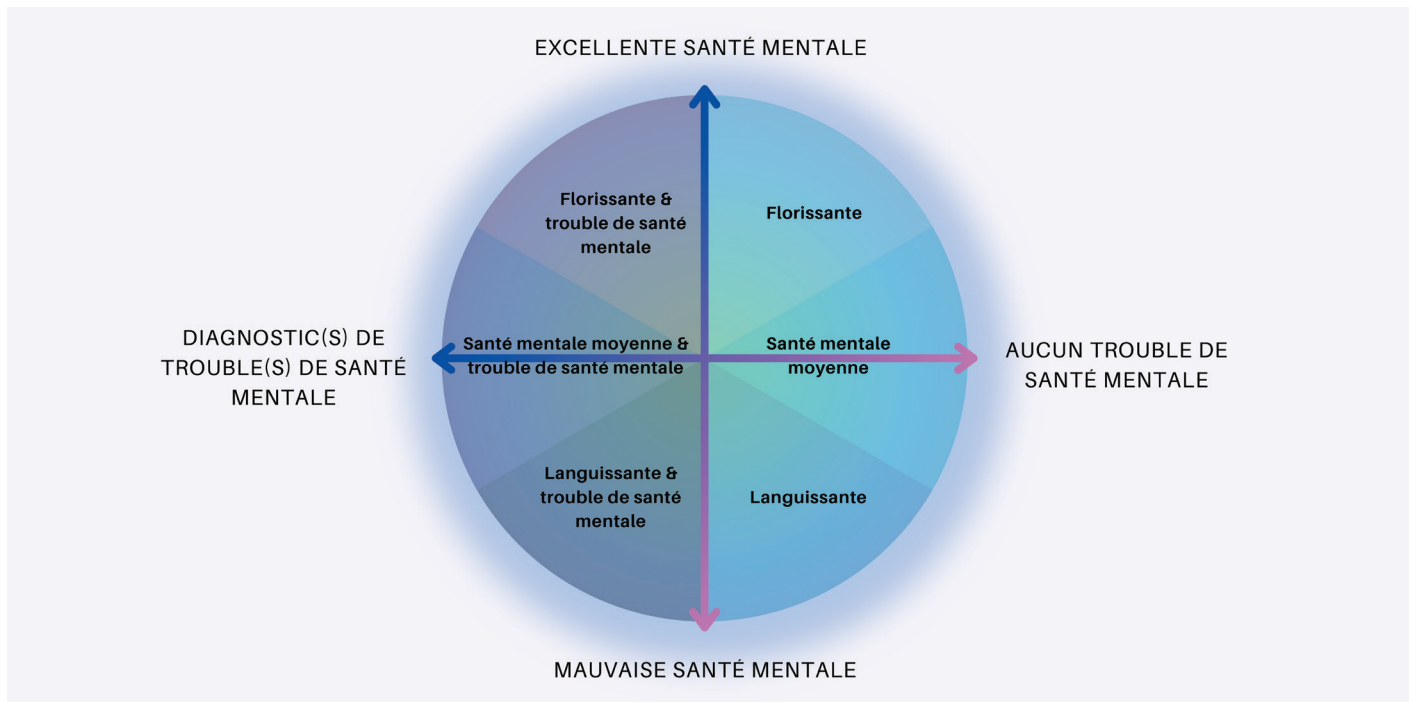 EXCELLENTE SANTÉ MENTALE
Florissante &
trouble de santé
mentale
Florissante
DIAGNOSTIC(S) DE
TROUBLE(S) DE SANTÉ
MENTALE
Santé mentale moyenne &
trouble de santé mentale
Santé mentale
moyenne
AUCUN TROUBLE DE
SANTÉ MENTALE
Languissante &
trouble de santé
mentale
Languissante
MAUVAISE SANTÉ MENTALE